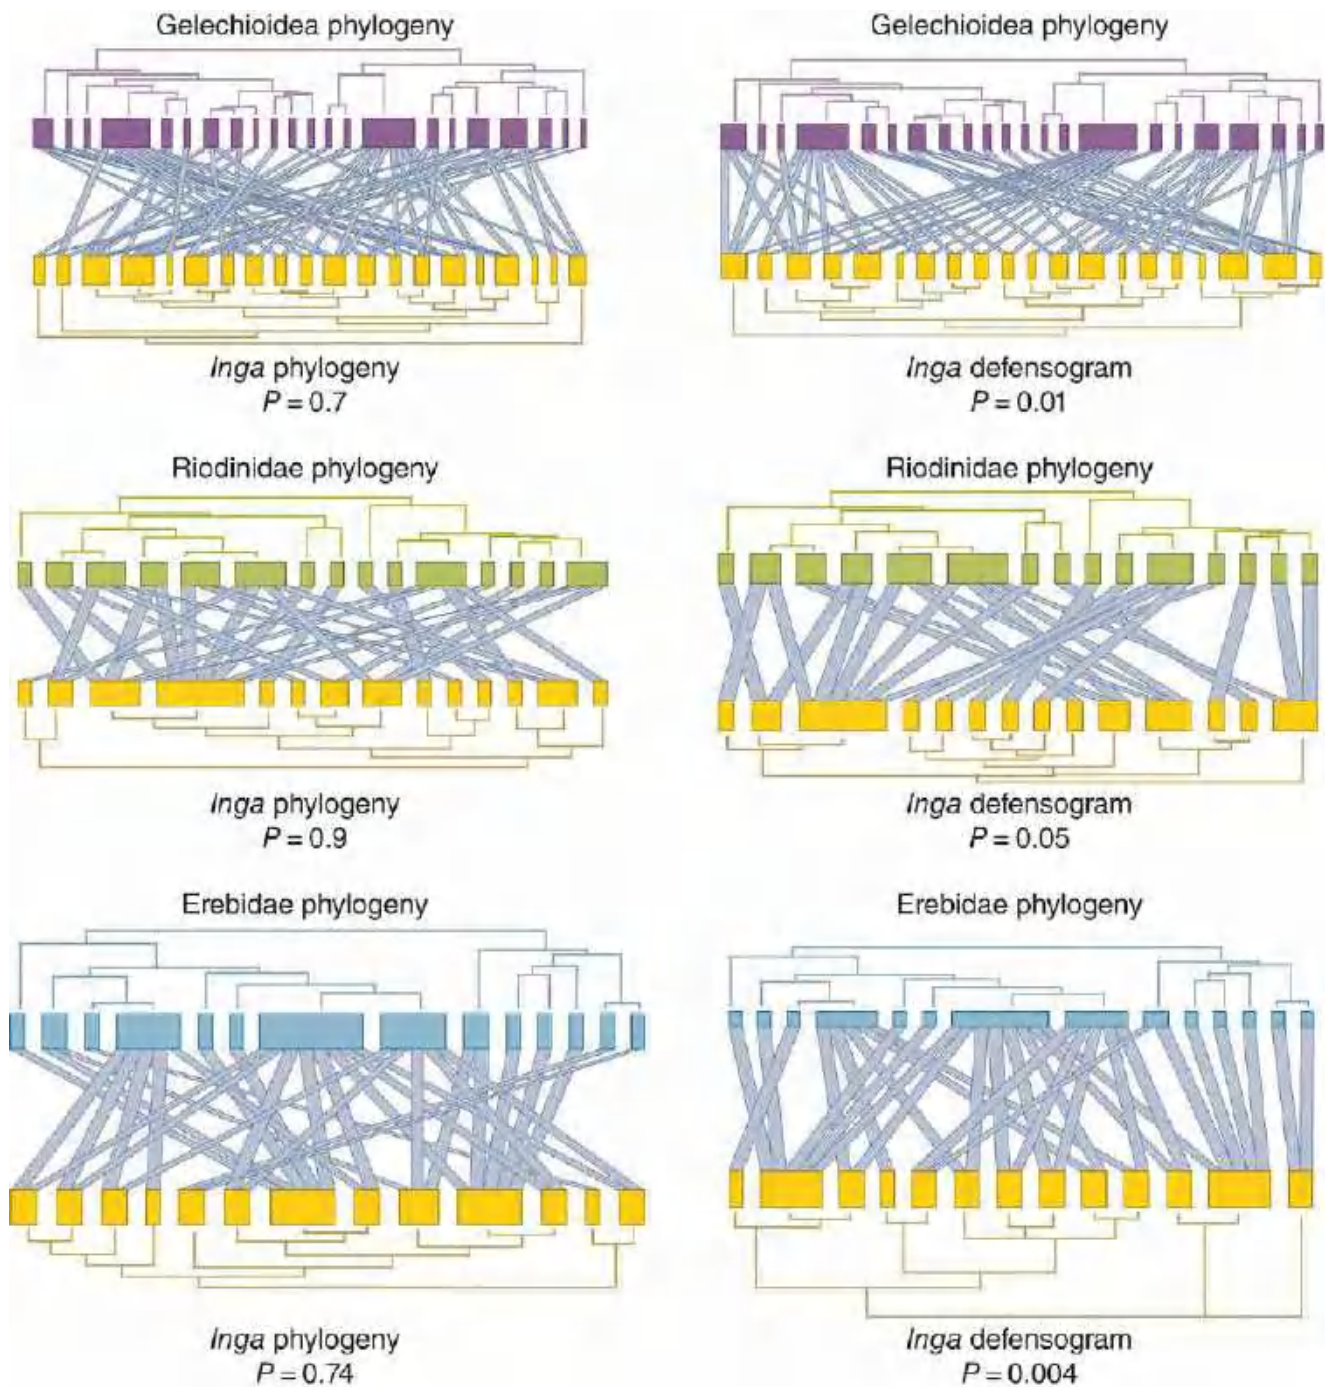 Gelechioidea phylogeny
Gelechioidea phylogeny
Inga phylogeny
P = 0.7
Inga defensogram
P = 0.01
Riodinidae phylogeny
Riodinidae phylogeny
Inga phylogeny
P = 0.9
Inga defensogram
P = 0.05
Erebidae phylogeny
Erebidae phylogeny
Inga phylogeny
P = 0.74
Inga defensogram
P = 0.004